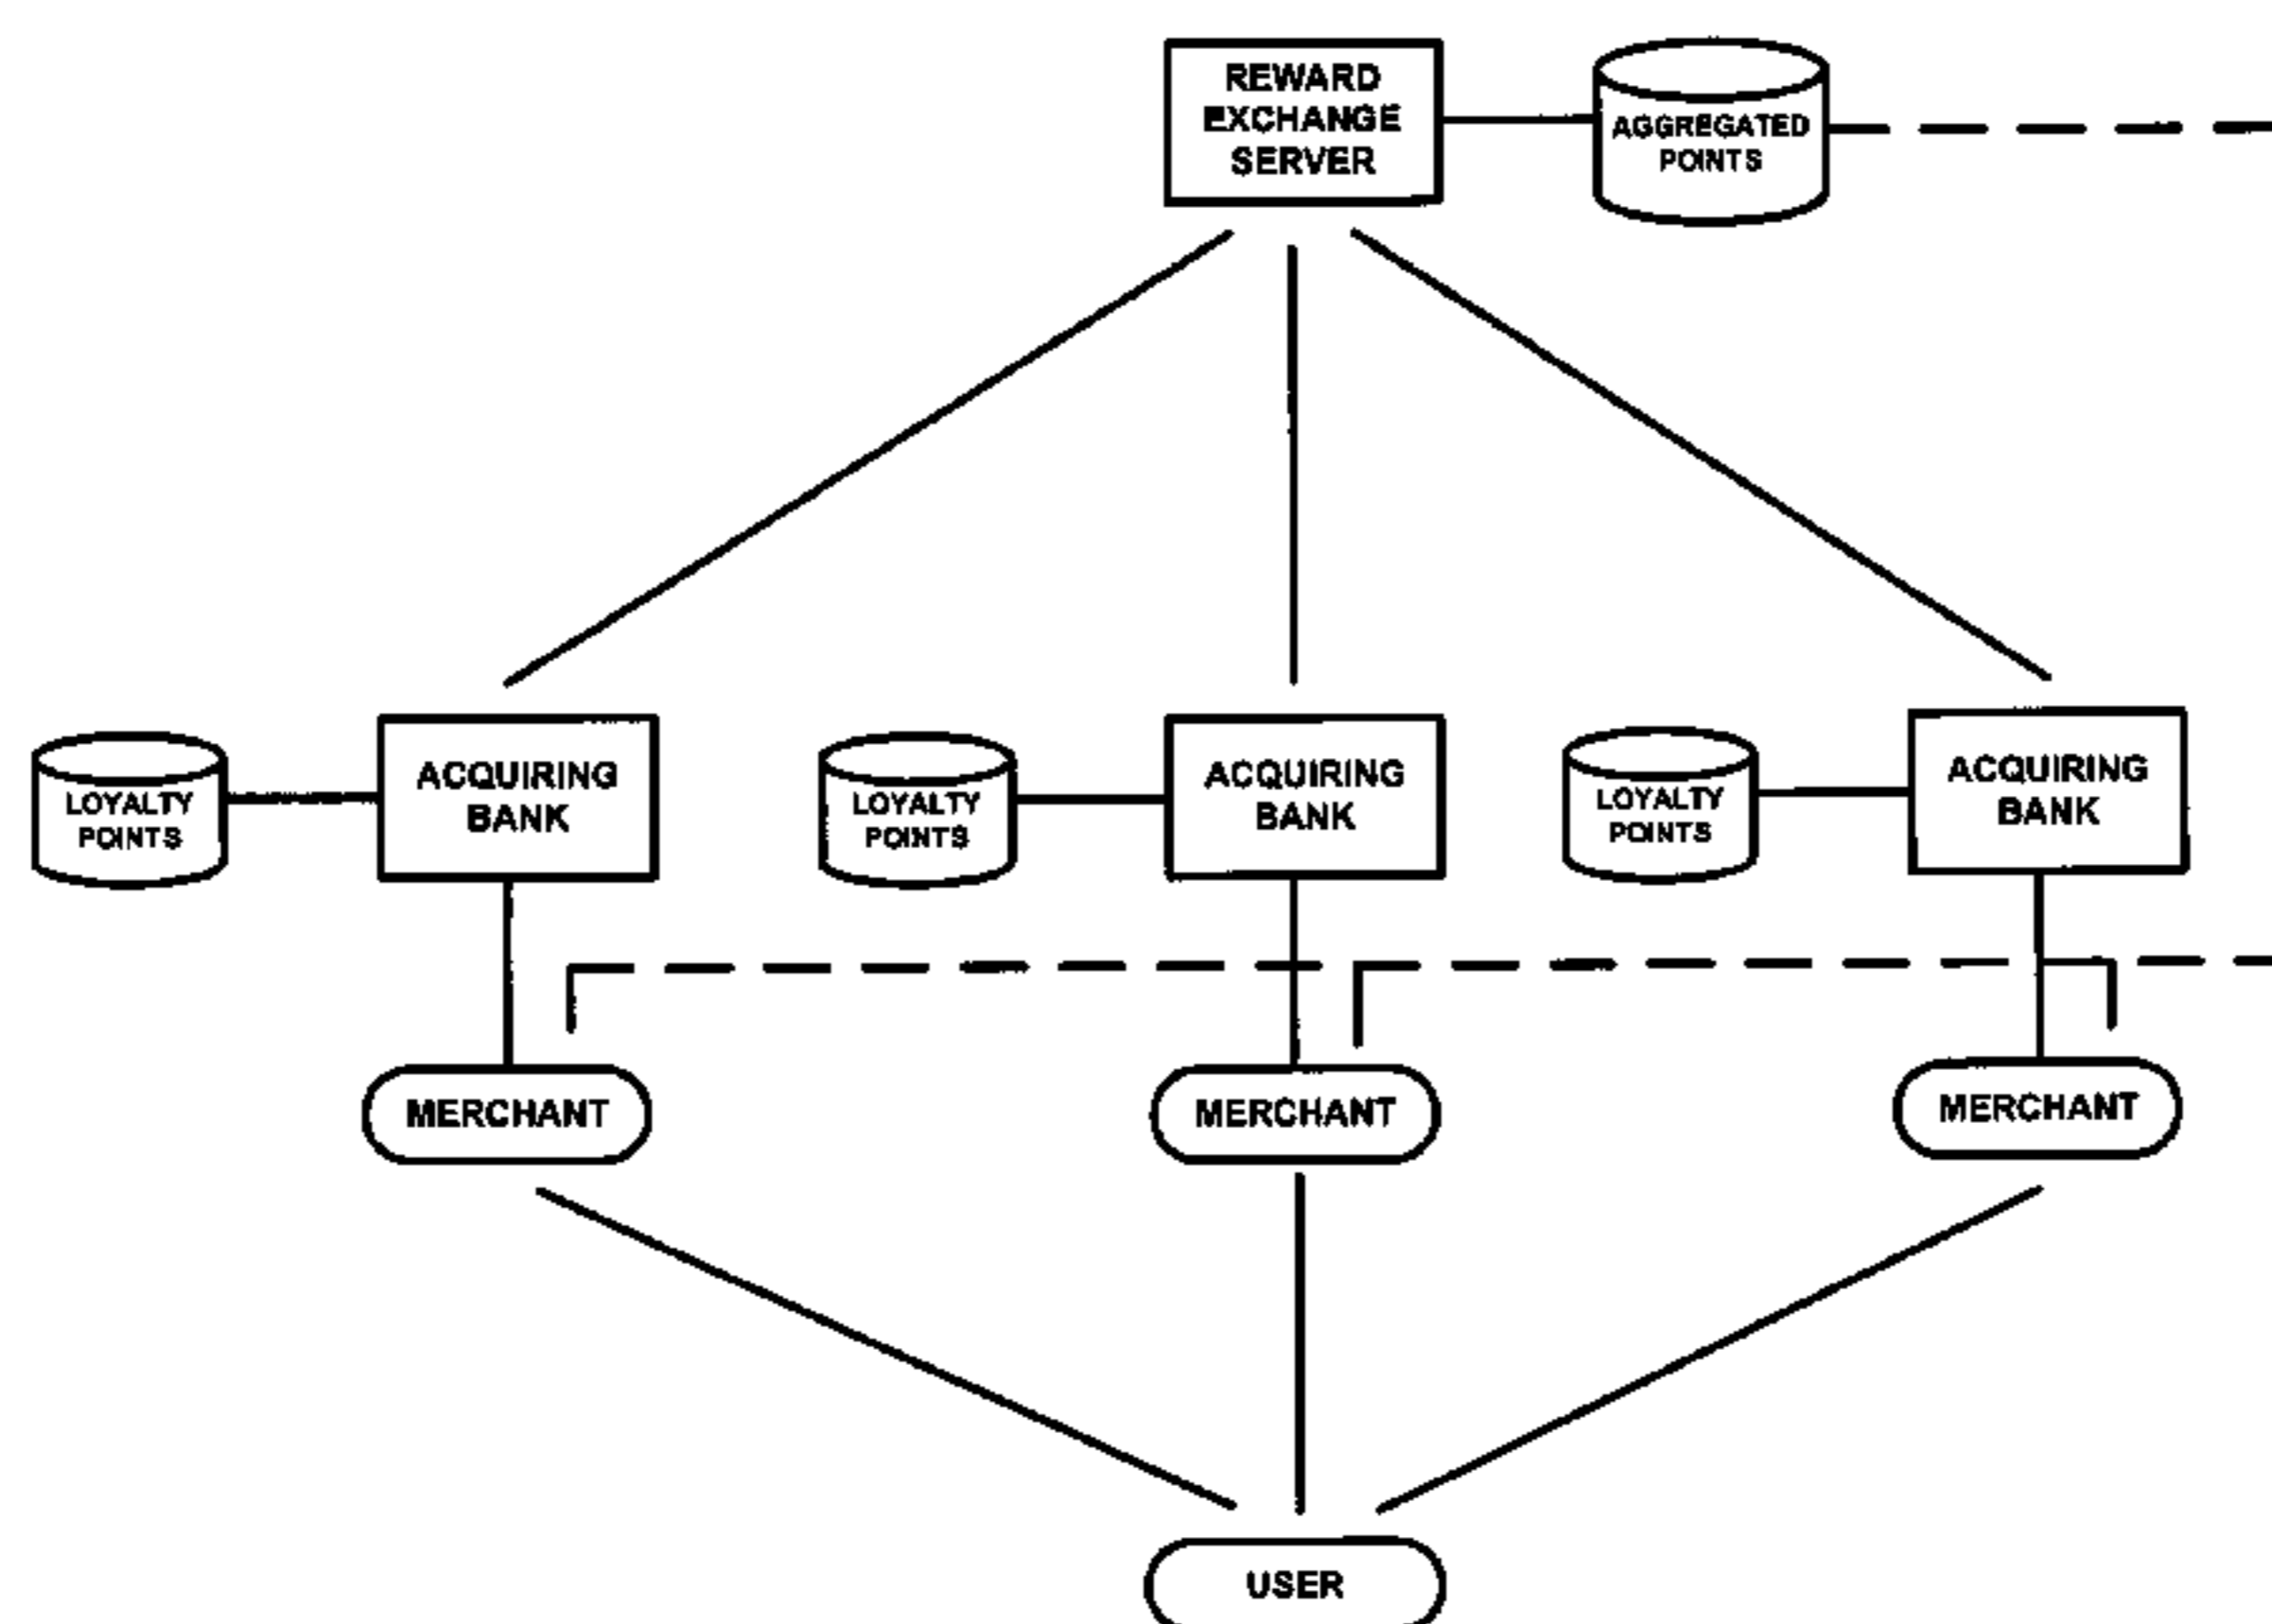 REWARD
EXCHANGE
SERVER
AGGREGATED
POINTS
LOYALTY
POINTS
ACQUIRING
BANK
LOYALTY
POINTS
ACQUIRING
BANK
LOYALTY
POINTS
ACQUIRING
BANK
MERCHANT
MERCHANT
MERCHANT
USER